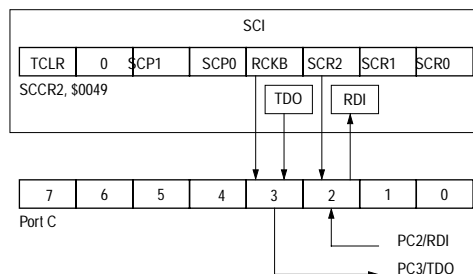 SCI
TCLR 0 SCP1 SCP0 RCKB SCR2 SCR1 SCR0
SCCR2, $0049
TDO RDI
7 6 5 4 3 2 1 0
Port C
PC2/RDI
PC3/TDO